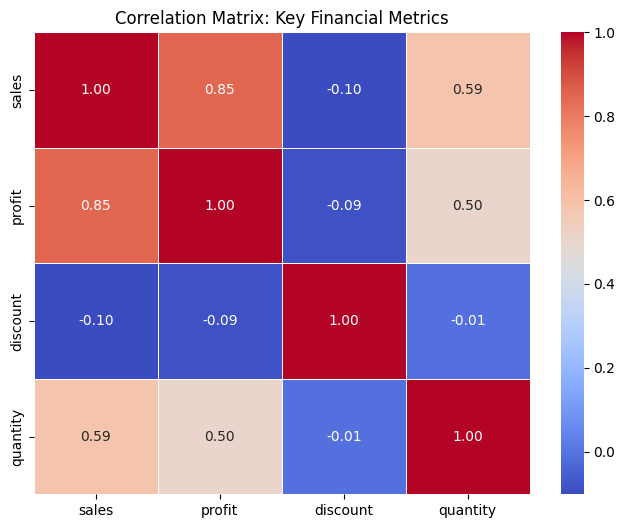 Correlation Matrix: Key Financial Metrics
sales 1.00 0.85 -0.10 0.59
profit 0.85 1.00 -0.09 0.50
discount -0.10 -0.09 1.00 -0.01
quantity 0.59 0.50 -0.01 1.00
sales profit discount quantity
1.0
0.8
0.6
0.4
0.2
0.0